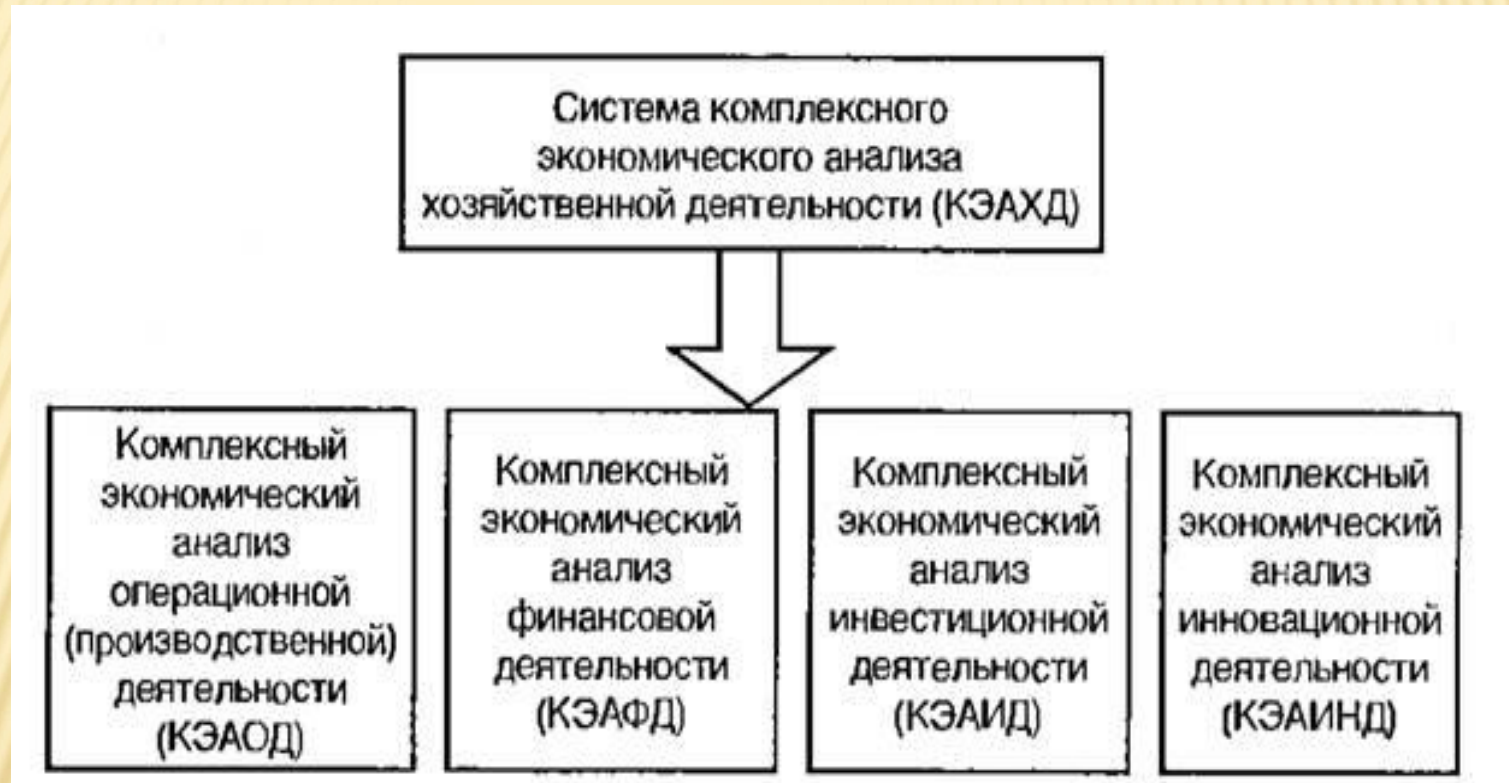 Система комплексного
экономического анализа
хозяйственной деятельности (КЭАХД)
Комплексный
экономический
анализ
операционной
(производственной)
деятельности
(КЭАОД)
Комплексный
экономический
анализ
финансовой
деятельности
(КЭАФД)
Комплексный
экономический
анализ
инвестиционной
деятельности
(КЭАИД)
Комплексный
экономический
анализ
инновационной
деятельности
(КЭАИНД)